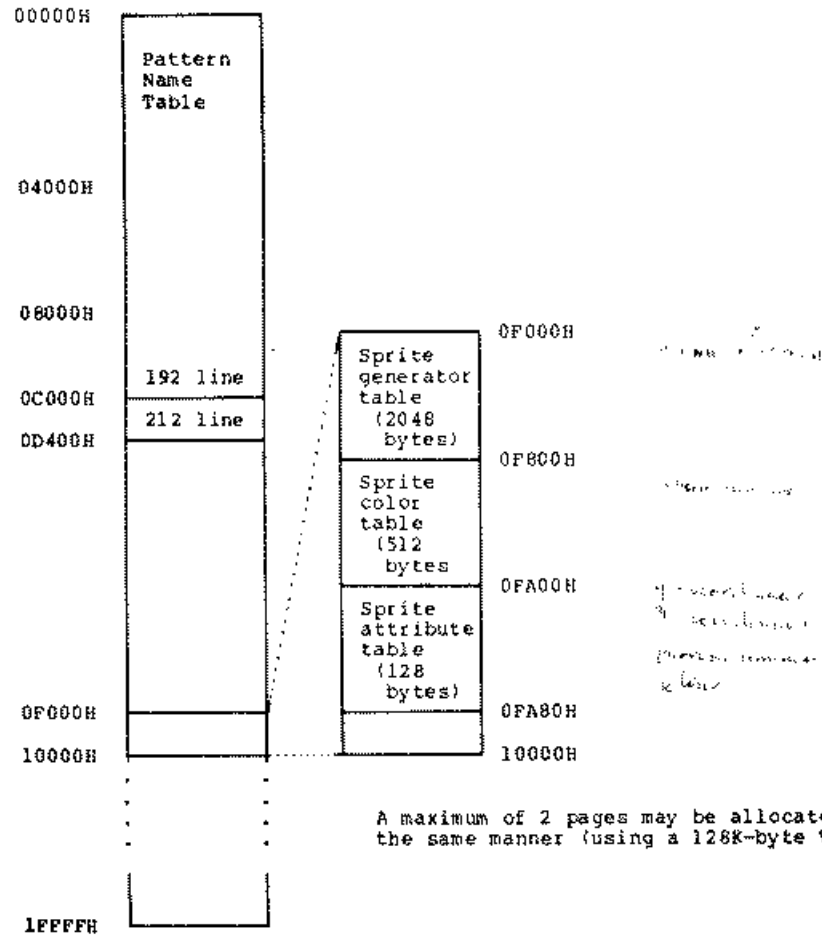 00000H
Pattern
Name
Table
04000H
08000H
192 line
0C000H
212 line
0D400H
0F000H
10000H
1FFFFH
0F000H
Sprite
generator
table
(2048
bytes)
0F800H
Sprite
color
table
(512
bytes
0FA00H
Sprite
attribute
table
(128
bytes)
0FA80H
10000H
A maximum of 2 pages may be allocate
the same manner (using a 128K-byte